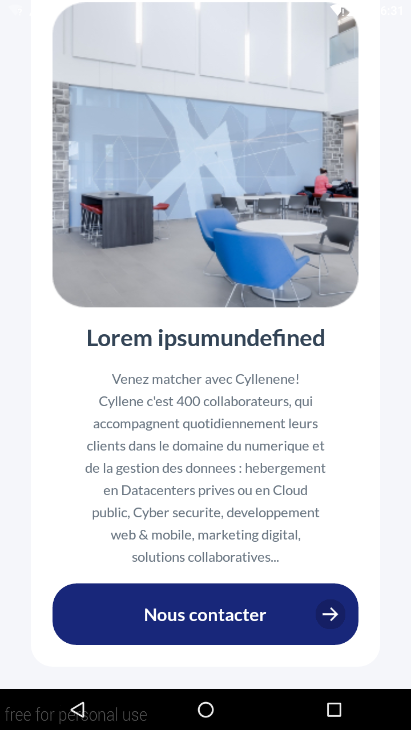 6:31
Lorem ipsumundefined
Venez matcher avec Cyllenene!
Cyllene c'est 400 collaborateurs, qui
accompagnent quotidiennement leurs
clients dans le domaine du numerique et
de la gestion des donnees : hebergement
en Datacenters prives ou en Cloud
public, Cyber securite, developpement
web & mobile, marketing digital,
solutions collaboratives...
Nous contacter
free for personal use